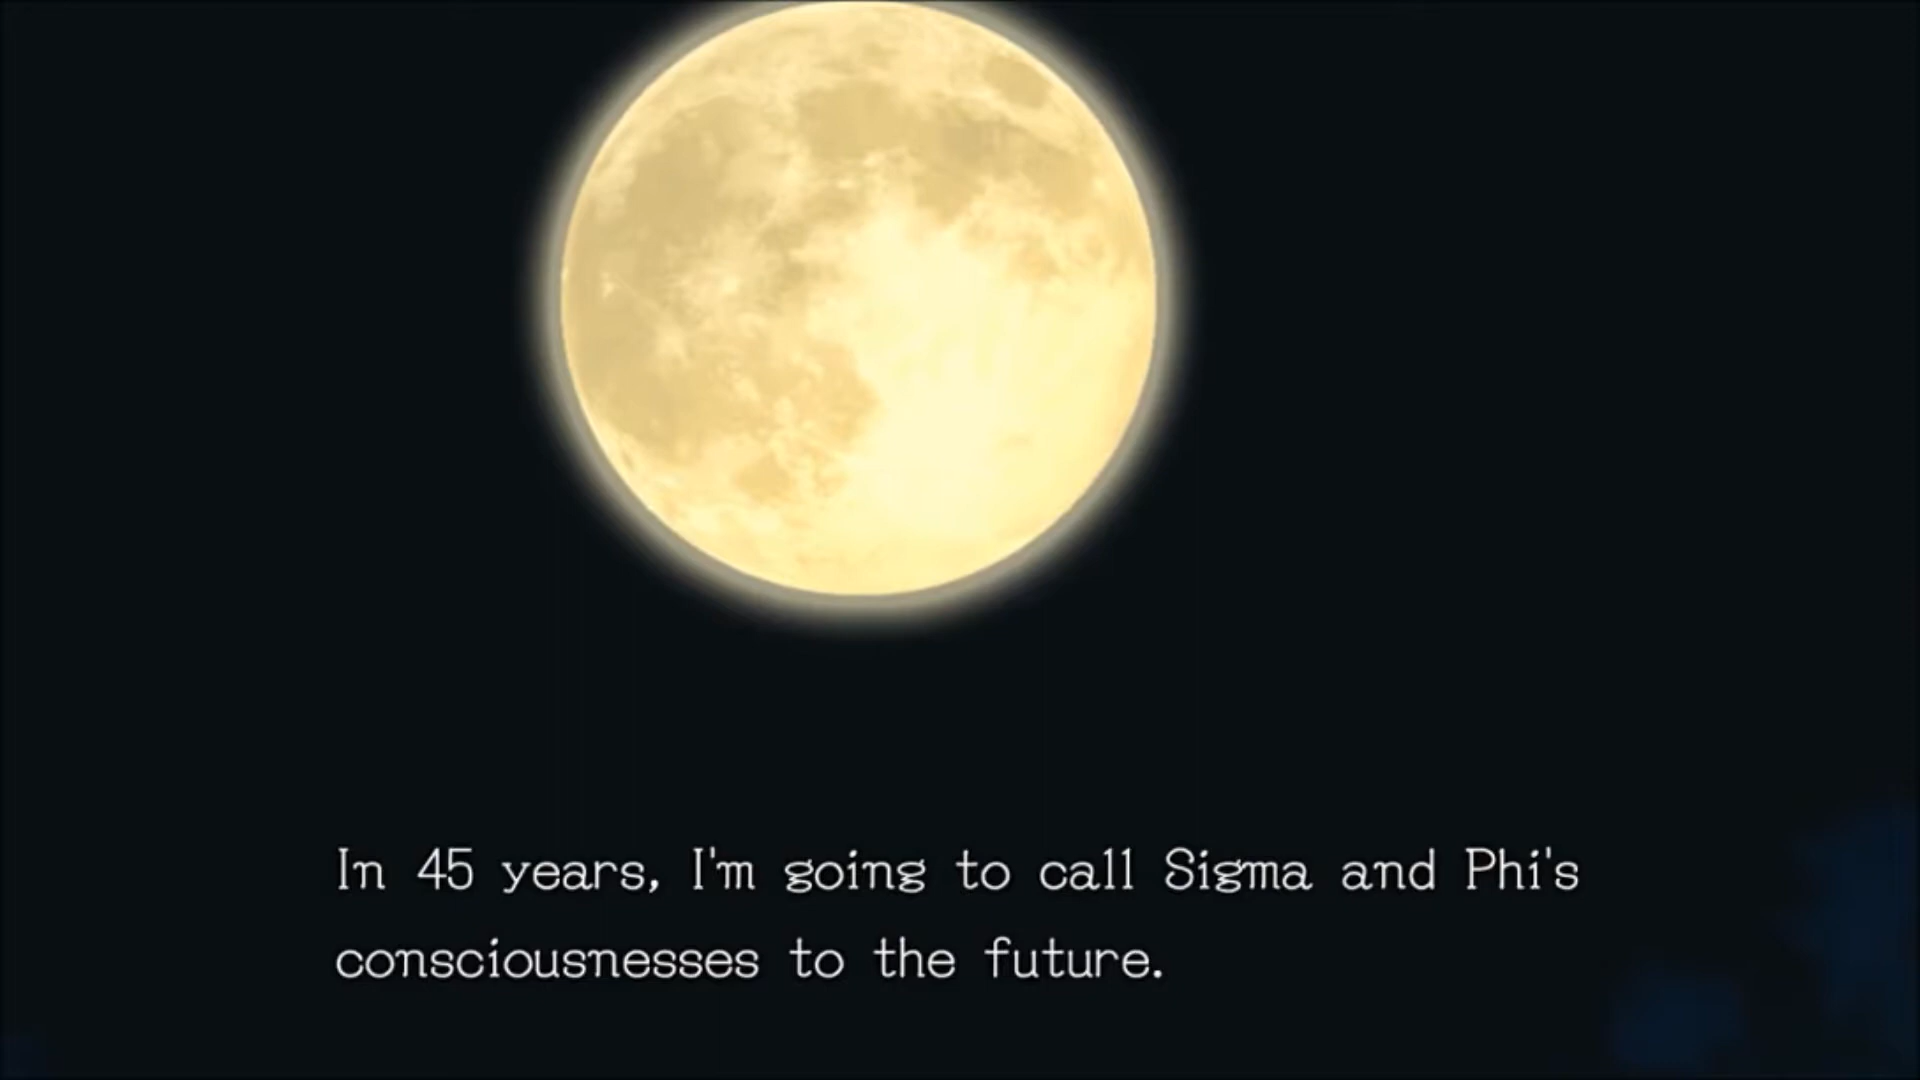 In 45 years, I'm going to call Sigma and Phi's
consciousnesses to the future.